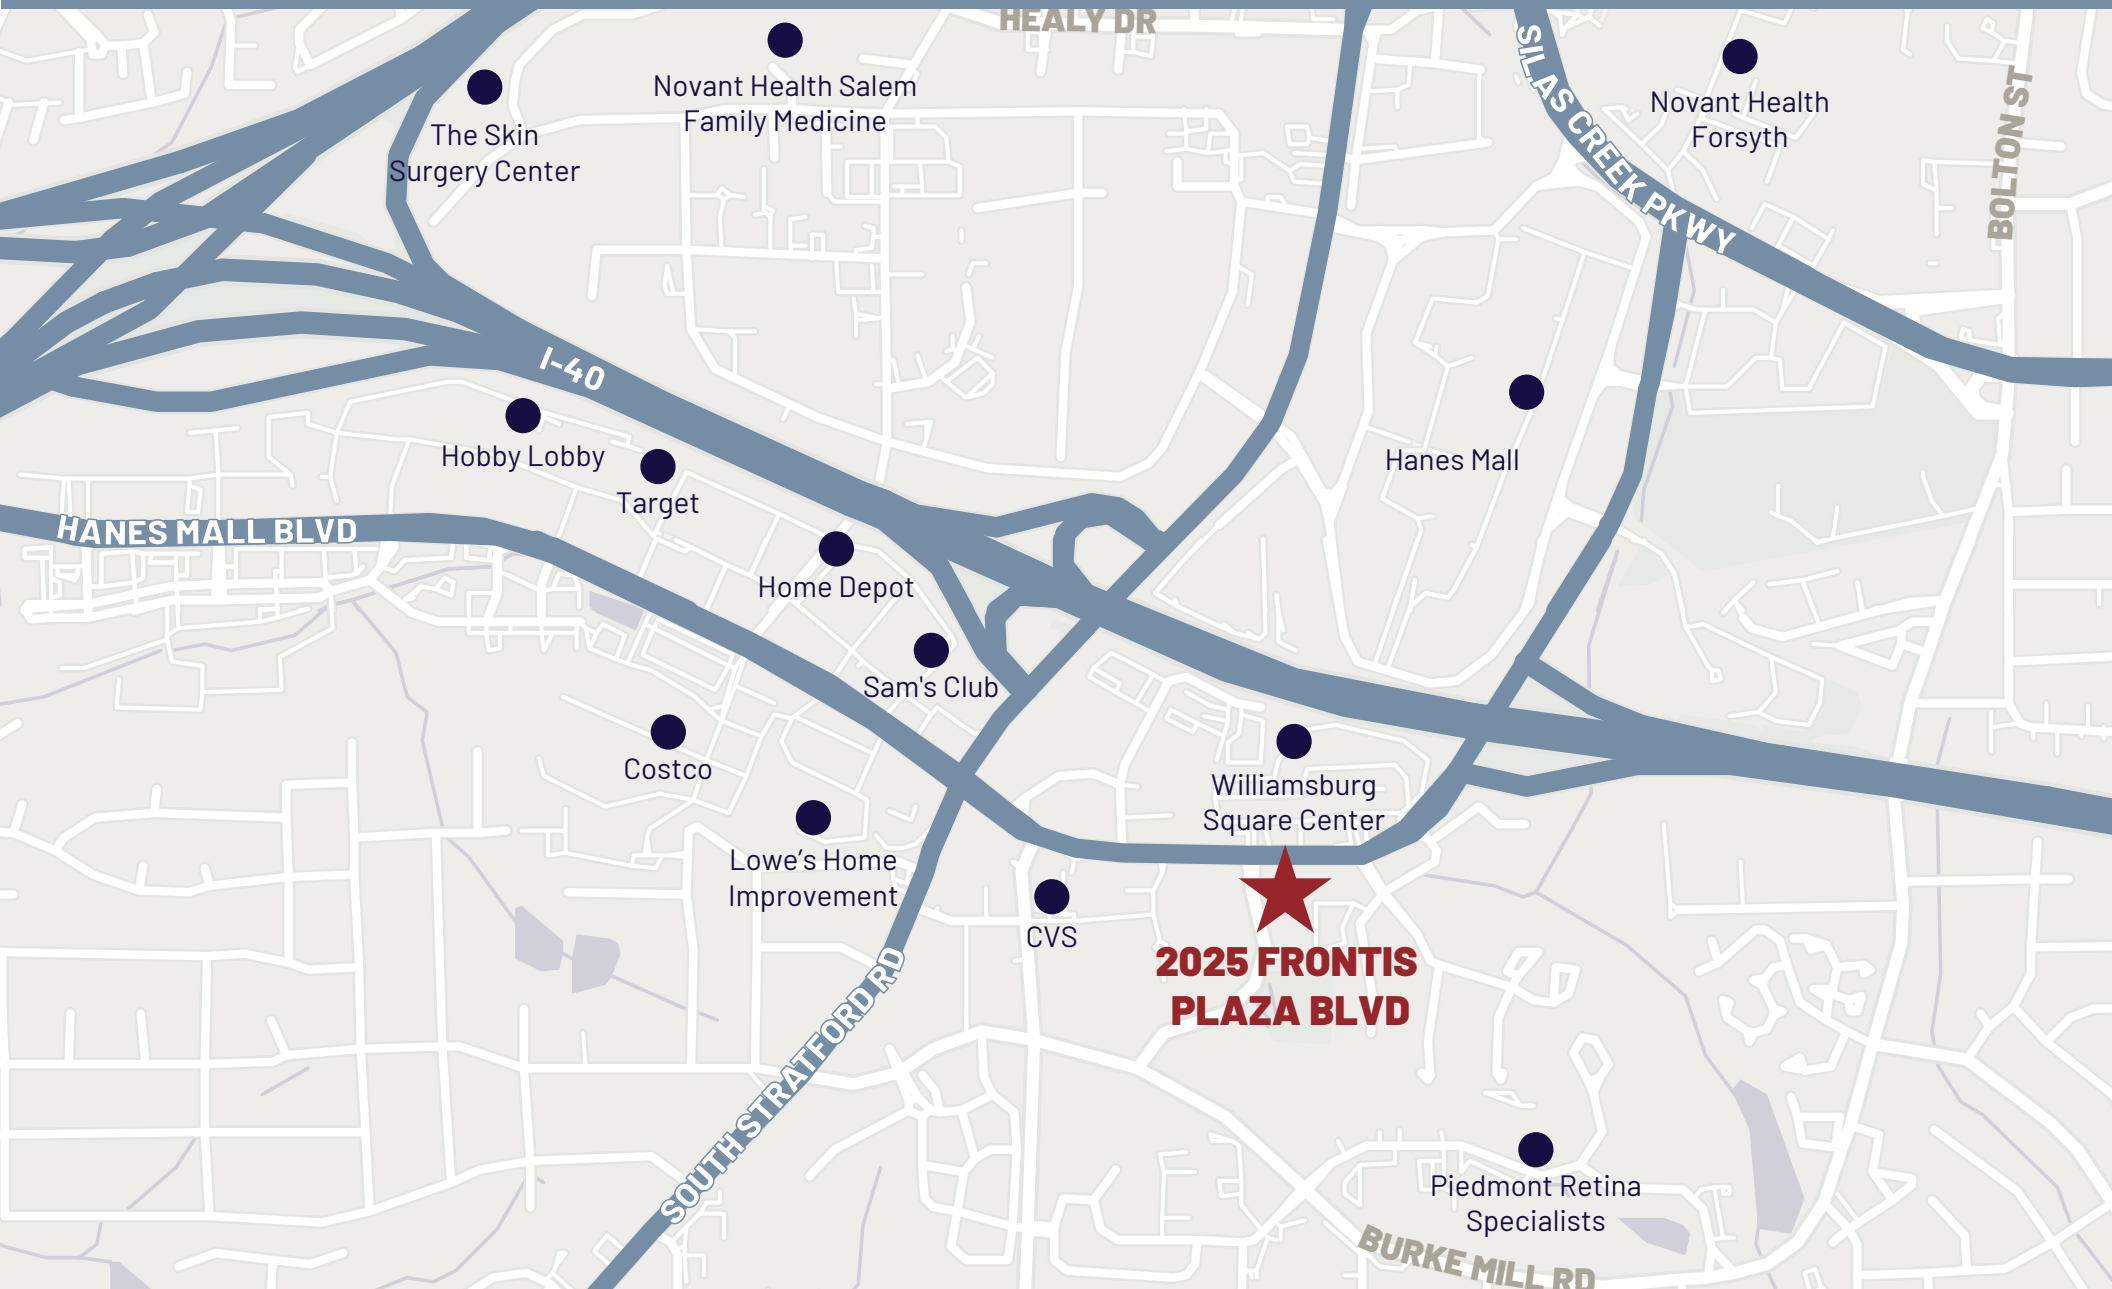 HEALY DR
SILAS CREEK PKWY
Novant Health Salem
Family Medicine
Novant Health
Forsyth
BOLTON ST
The Skin
Surgery Center
I-40
Hobby Lobby
Target
Hanes Mall
HANES MALL BLVD
Home Depot
Sam's Club
Costco
Williamsburg
Square Center
Lowe’s Home
Improvement
CVS
2025 FRONTIS
PLAZA BLVD
SOUTH STRATFORD RD
Piedmont Retina
Specialists
BURKE MILL RD